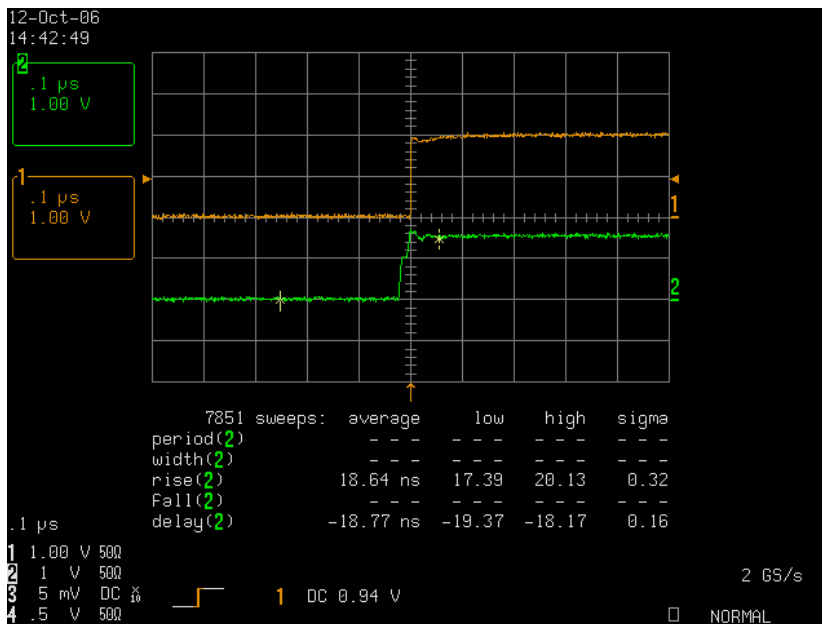 12-Oct-06
14:42:49
2
.1 µs
1.00 V
1
.1 µs
1.00 V
1
2
7851 sweeps: average low high sigma
period(2) - - - - - - - - - - - -
width(2) - - - - - - - - - - - -
rise(2) 18.64 ns 17.39 20.13 0.32
Fall(2) - - - - - - - - - - - -
delay(2) -18.77 ns -19.37 -18.17 0.16
.1 µs
1 1.00 V 50Ω
2 1 V 50Ω
3 5 mV DC X10
4 .5 V 50Ω
1 DC 0.94 V
2 GS/s
NORMAL